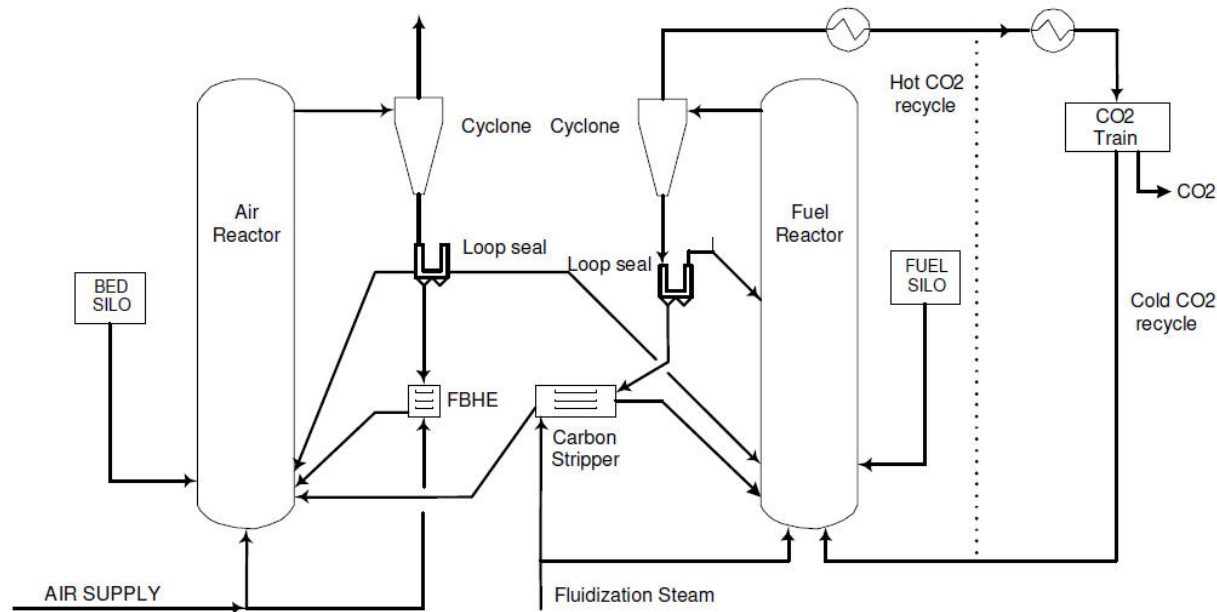 Hot CO2
recycle
CO2
Train
Cyclone
Cyclone
CO2
Air
Reactor
Fuel
Reactor
Loop seal
Loop seal
BED
SILO
FUEL
SILO
Cold CO2
recycle
FBHE
Carbon
Stripper
AIR SUPPLY
Fluidization Steam